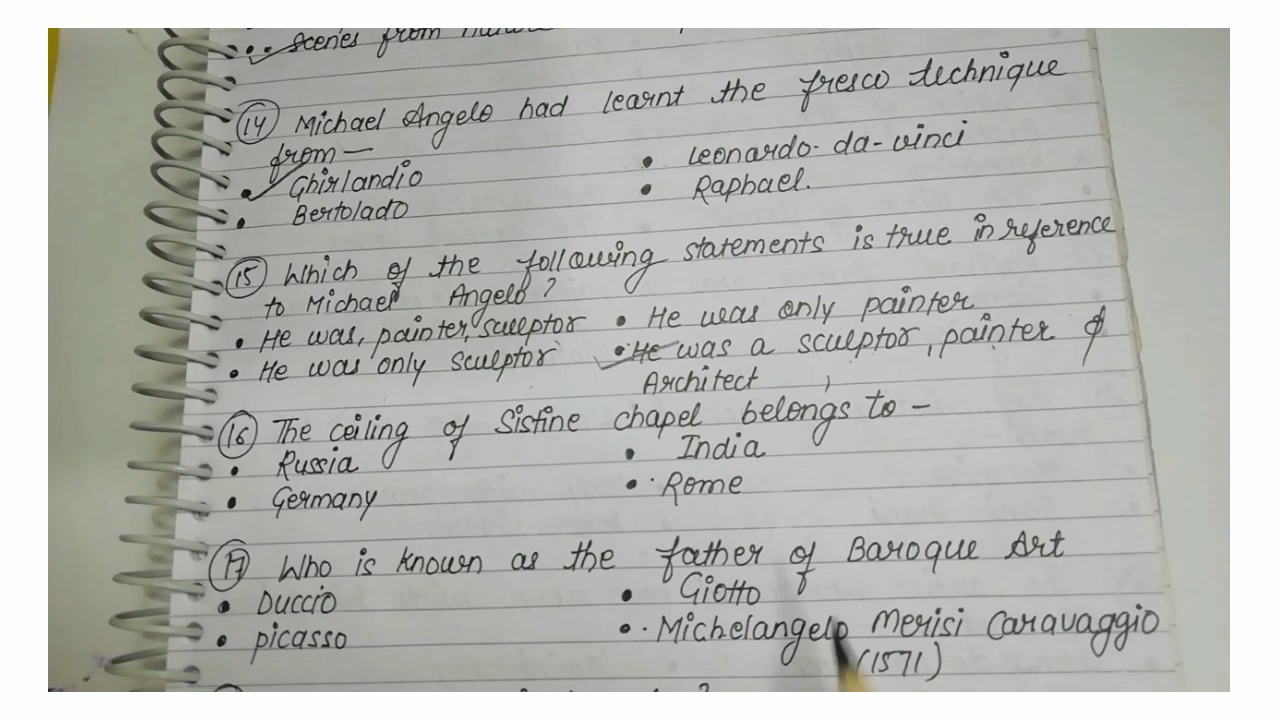 Scenes from
(14) Michael Angelo had learnt the fresco technique
from —
• Ghirlandio • Leonardo-da-vinci
• Bertolado • Raphael.
(15) Which of the following statements is true in reference
to Michael Angelo?
• He was, painter, sculptor • He was only painter
• He was only sculptor • He was a sculptor, painter &
Architect
(16) The ceiling of Sistine chapel belongs to –
• Russia • India
• Germany • Rome
(17) Who is known as the father of Baroque Art
• Duccio • Giotto
• picasso • Michelangelo Merisi Caravaggio
(1571)